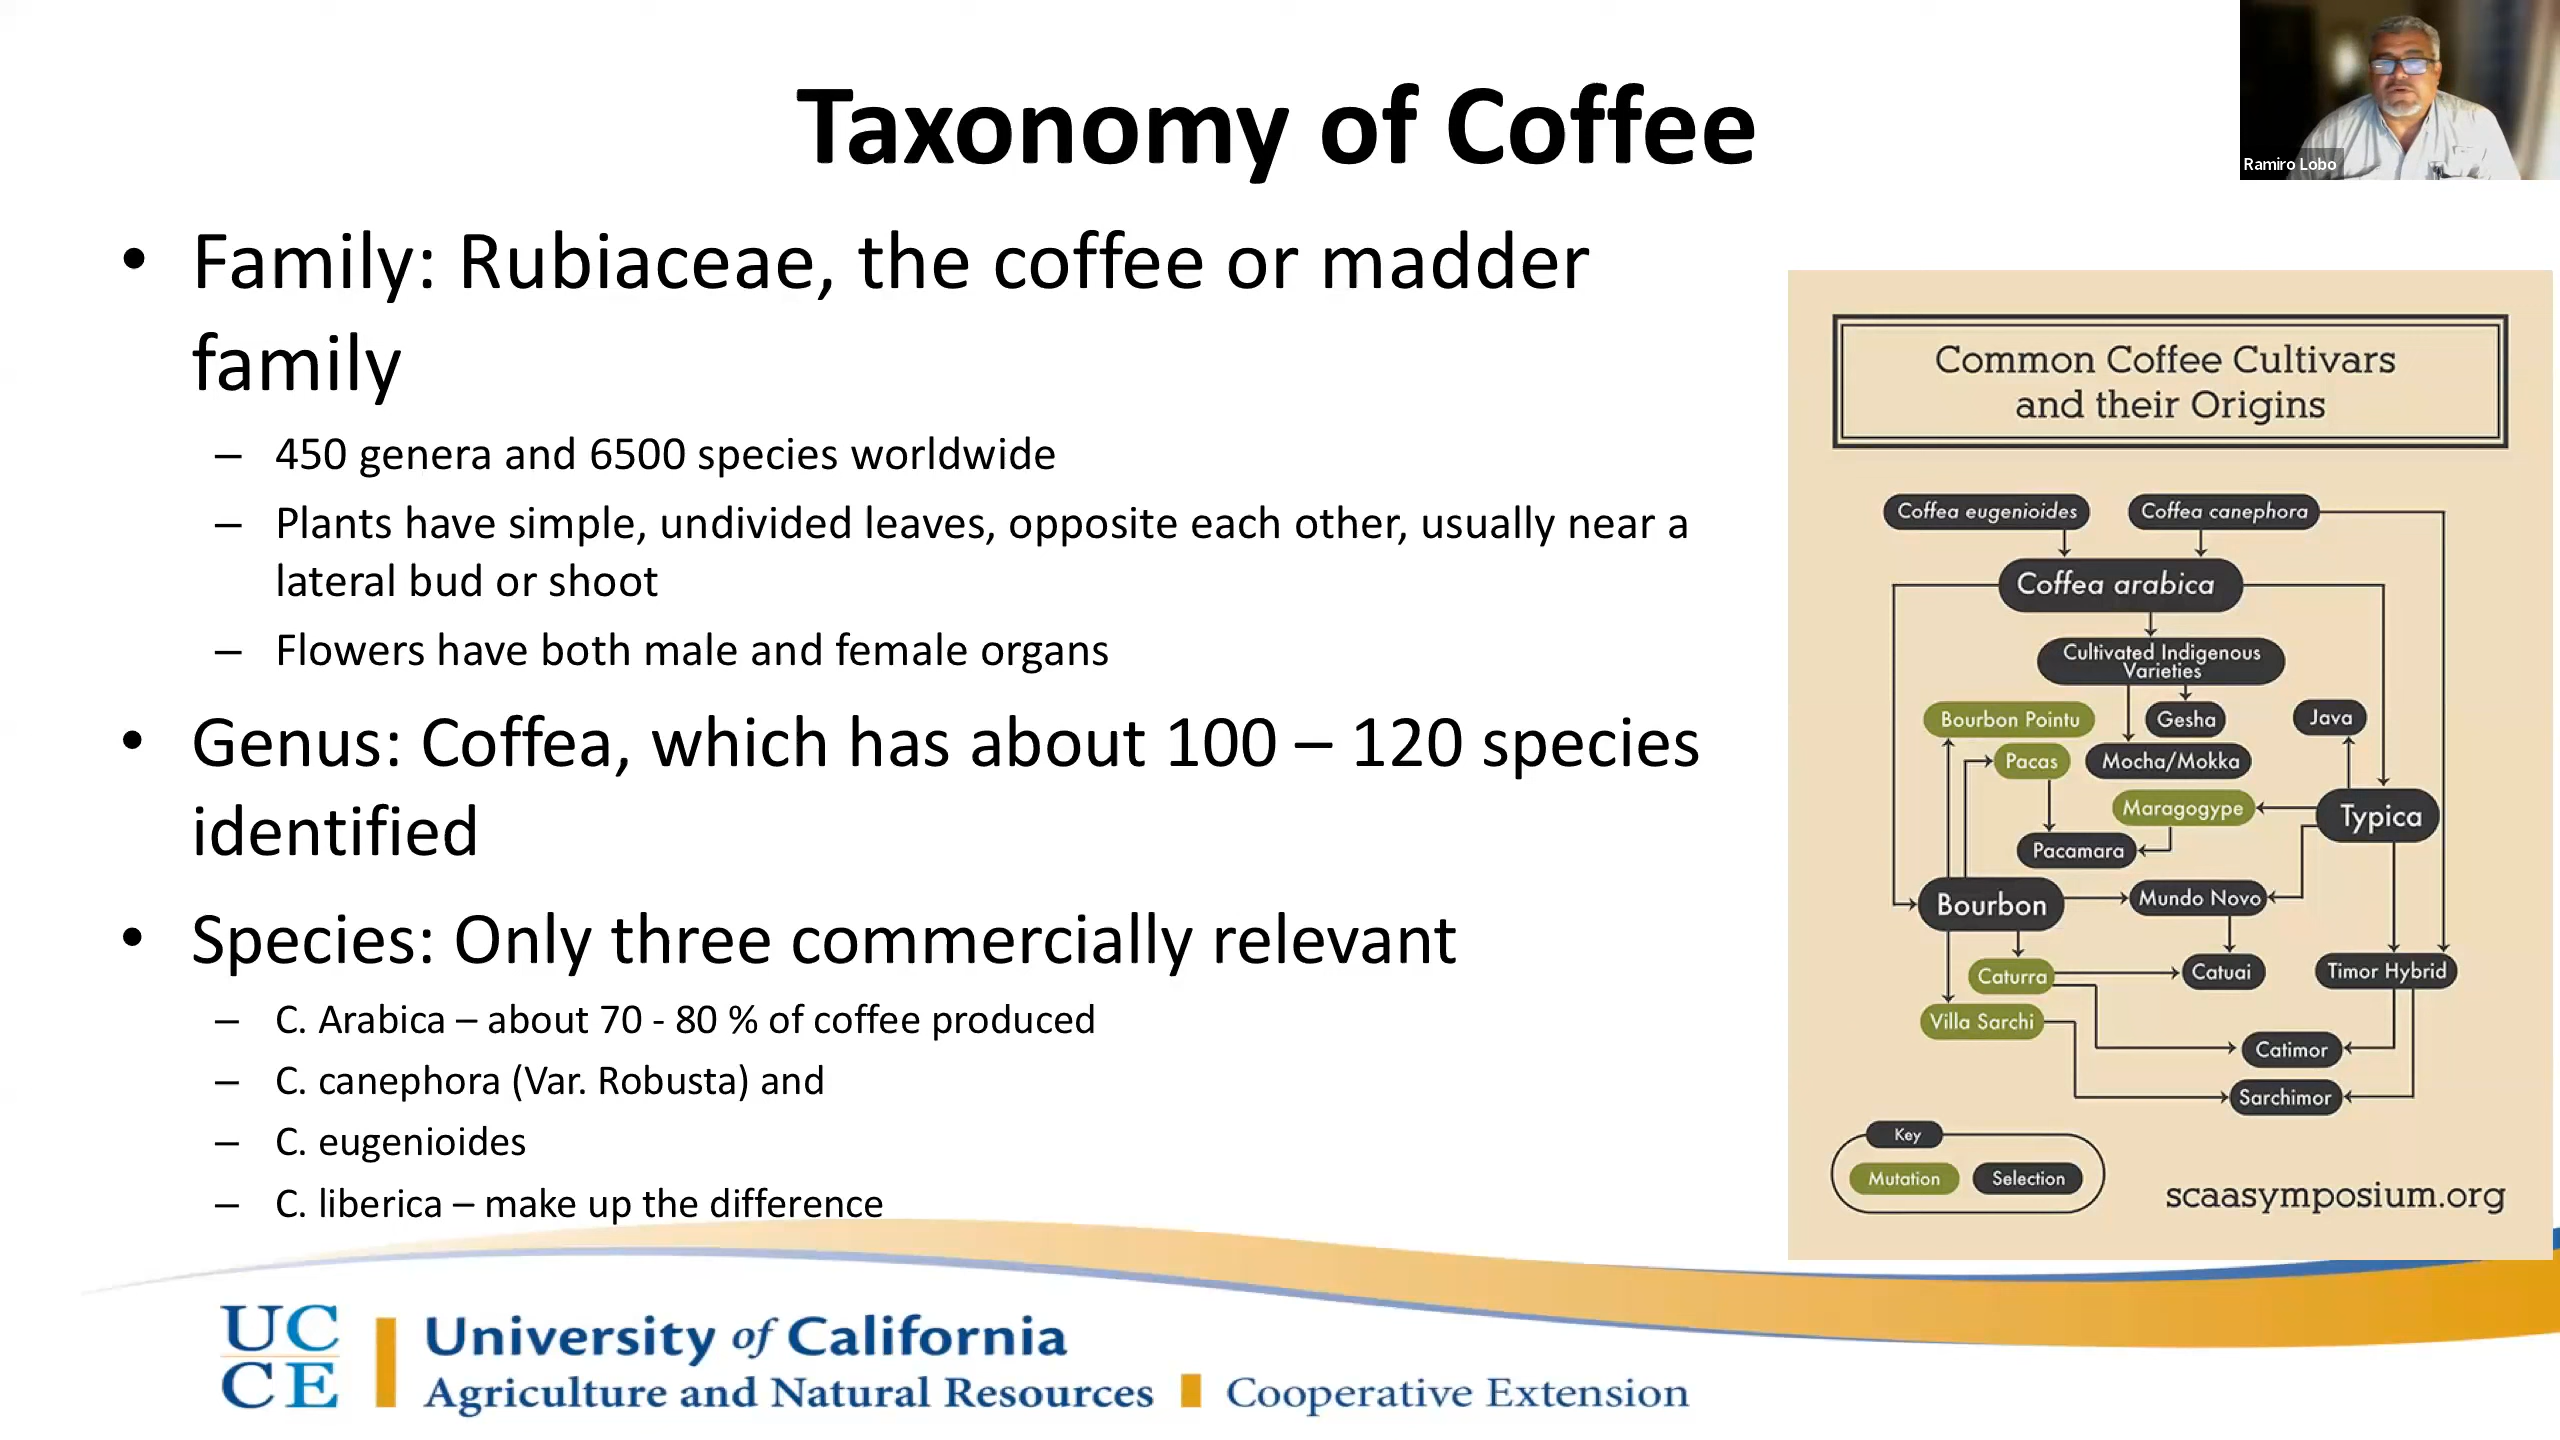 Taxonomy of Coffee
Ramiro Lobo
• Family: Rubiaceae, the coffee or madder
family
– 450 genera and 6500 species worldwide
– Plants have simple, undivided leaves, opposite each other, usually near a
lateral bud or shoot
– Flowers have both male and female organs
• Genus: Coffea, which has about 100 – 120 species
identified
• Species: Only three commercially relevant
– C. Arabica – about 70 - 80 % of coffee produced
– C. canephora (Var. Robusta) and
– C. eugenioides
– C. liberica – make up the difference
Common Coffee Cultivars
and their Origins
Coffea eugenioides
Coffea canephora
Coffea arabica
Cultivated Indigenous
Varieties
Bourbon Pointu
Gesha
Java
Pacas
Mocha/Mokka
Maragogype
Typica
Pacamara
Bourbon
Mundo Novo
Caturra
Catuai
Timor Hybrid
Villa Sarchi
Catimor
Sarchimor
Key
Mutation
Selection
scaasymposium.org
UC
CE
University of California
Agriculture and Natural Resources
Cooperative Extension